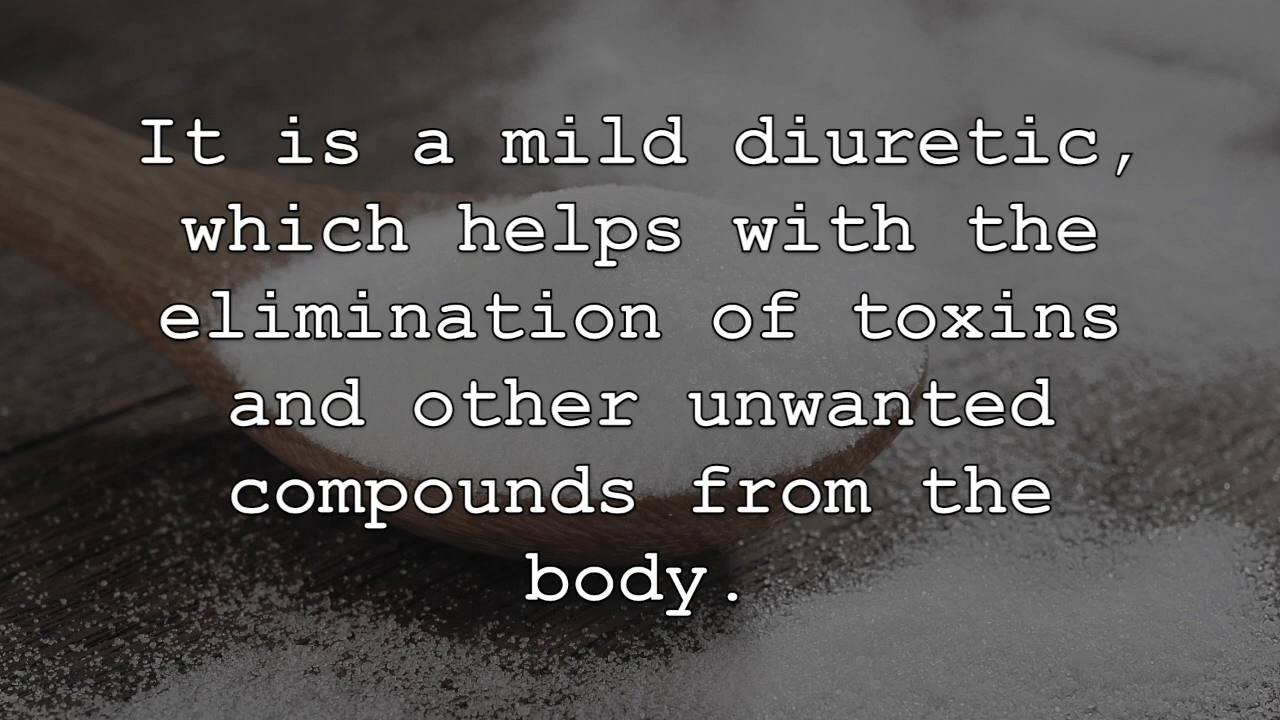 It is a mild diuretic,
which helps with the
elimination of toxins
and other unwanted
compounds from the
body.